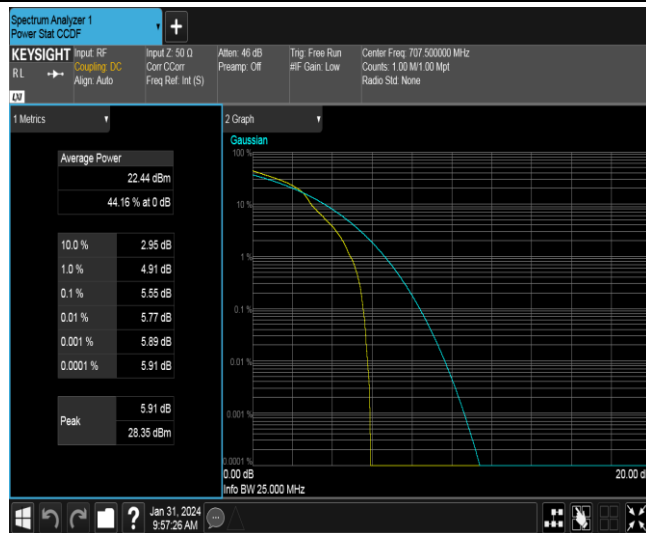 Spectrum Analyzer 1
Power Stat CCDF
+
KEYSIGHT
RL
Input: RF
Coupling: DC
Align: Auto
Input Z: 50 Ω
Corr CCorr
Freq Ref: Int (S)
Atten: 46 dB
Preamp: Off
Trig: Free Run
#IF Gain: Low
Center Freq: 707.500000 MHz
Counts: 1.00 M/1.00 Mpt
Radio Std: None
1 Metrics
Average Power
22.44 dBm
44.16 % at 0 dB
10.0 % 2.95 dB
1.0 % 4.91 dB
0.1 % 5.55 dB
0.01 % 5.77 dB
0.001 % 5.89 dB
0.0001 % 5.91 dB
Peak
5.91 dB
28.35 dBm
2 Graph
Gaussian
100 %
10 %
1 %
0.1 %
0.01 %
0.001 %
0.0001 %
0.00 dB
20.00 d
Info BW 25.000 MHz
?
Jan 31, 2024
9:57:26 AM